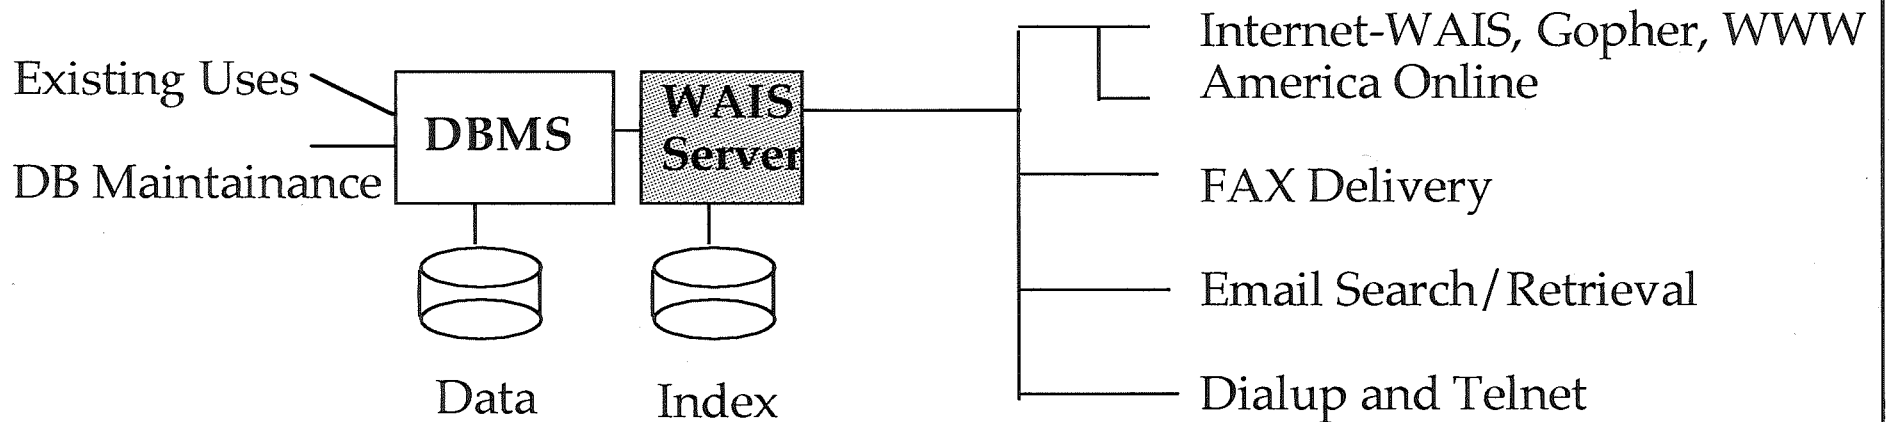 Existing Uses
DB Maintainance
DBMS
WAIS
Server
Data
Index
Internet-WAIS, Gopher, WWW
America Online
FAX Delivery
Email Search/Retrieval
Dialup and Telnet